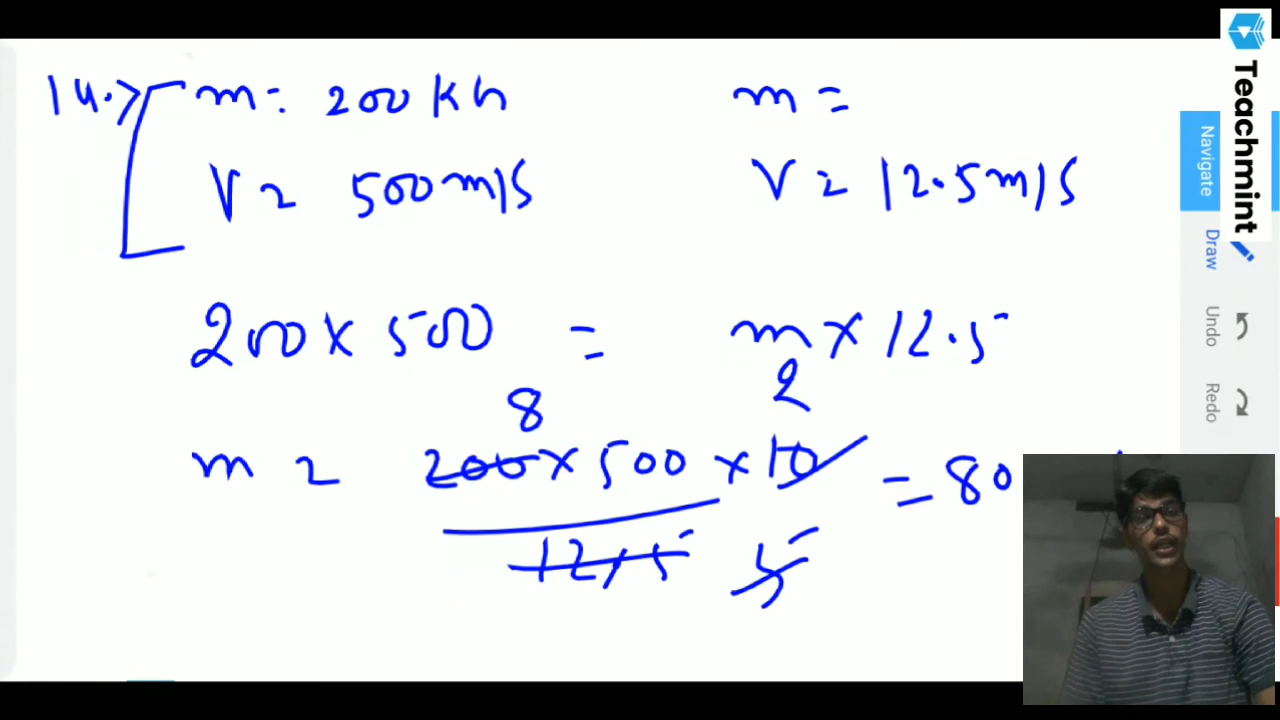 14.> m = 200 kg m =
V = 500 m/s V = 12.5 m/s
200 x 500 = m x 12.5
8 2
m = 200 x 500 x 10 = 80
12.5 5
Teachmint
Navigate
Draw
Undo
Redo